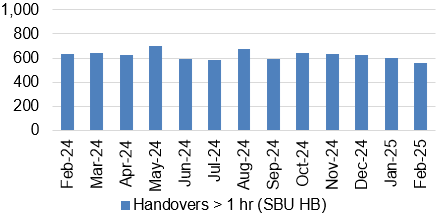 1,000
800
600
400
200
0
Feb-24
Mar-24
Apr-24
May-24
Jun-24
Jul-24
Aug-24
Sep-24
Oct-24
Nov-24
Dec-24
Jan-25
Feb-25
Handovers > 1 hr (SBU HB)